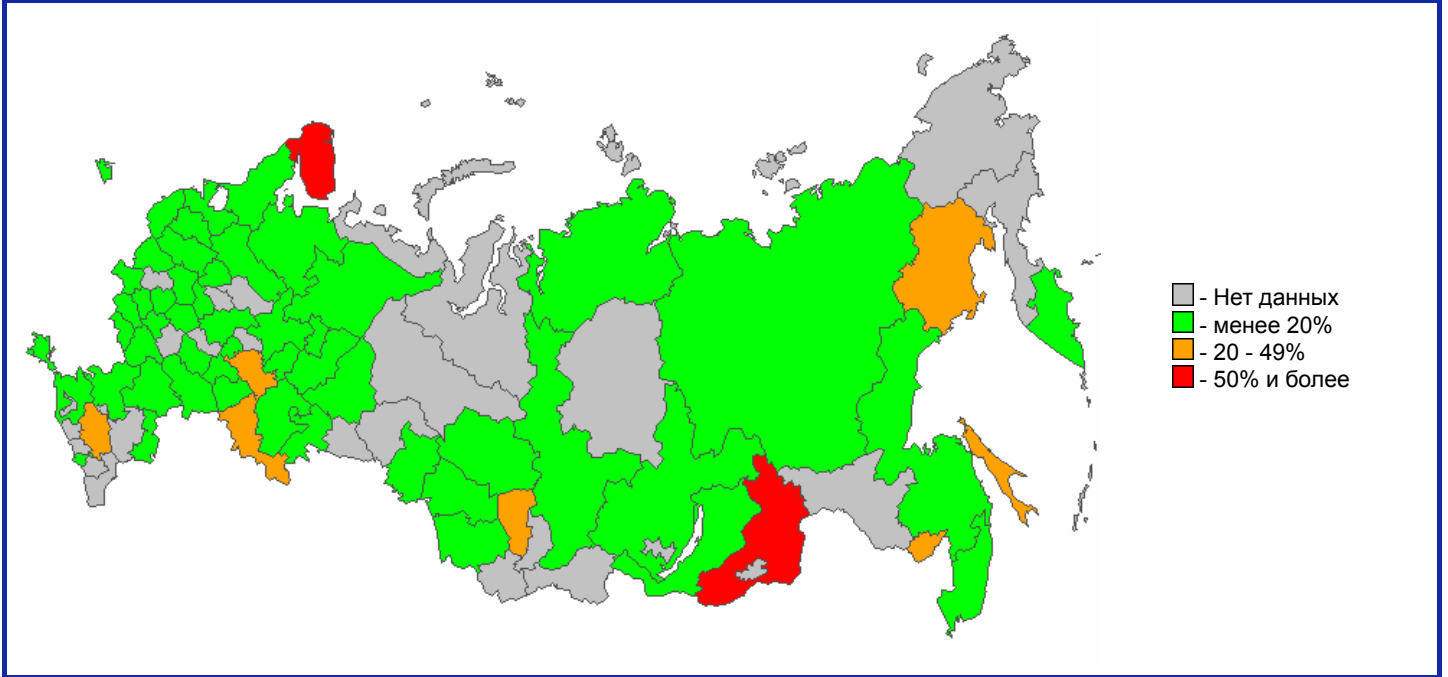 - Нет данных
- менее 20%
- 20 - 49%
- 50% и более